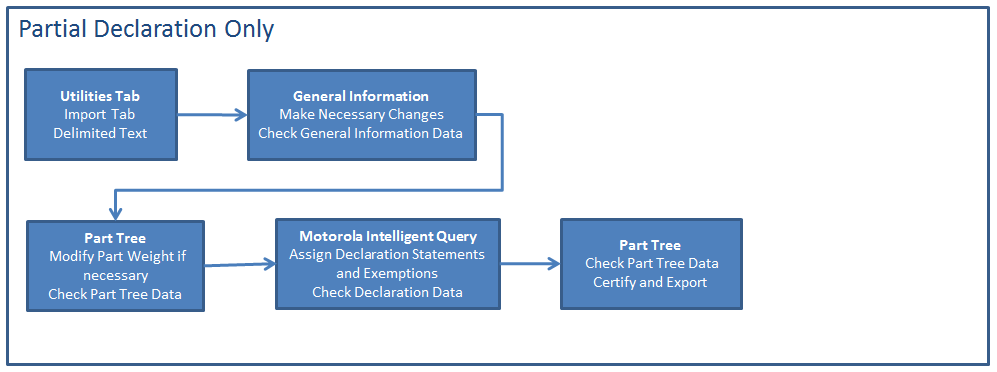 Partial Declaration Only
Utilities Tab
Import Tab
Delimited Text
General Information
Make Necessary Changes
Check General Information Data
Part Tree
Modify Part Weight if
necessary
Check Part Tree Data
Motorola Intelligent Query
Assign Declaration Statements
and Exemptions
Check Declaration Data
Part Tree
Check Part Tree Data
Certify and Export